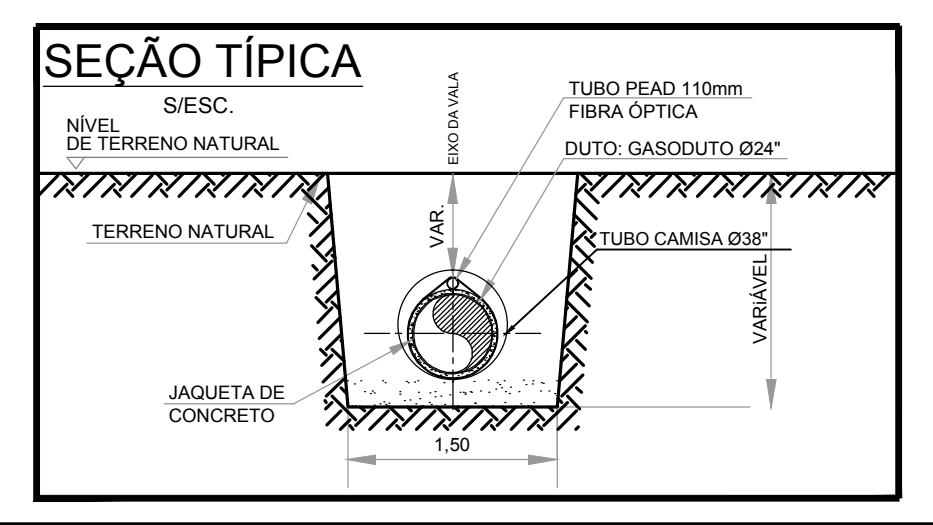 SEÇÃO TÍPICA
S/ESC.
NÍVEL
DE TERRENO NATURAL
EIXO DA VALA
TUBO PEAD 110mm
FIBRA ÓPTICA
DUTO: GASODUTO Ø24"
TERRENO NATURAL
VAR.
TUBO CAMISA Ø38"
VARiÁVEL
JAQUETA DE
CONCRETO
1,50